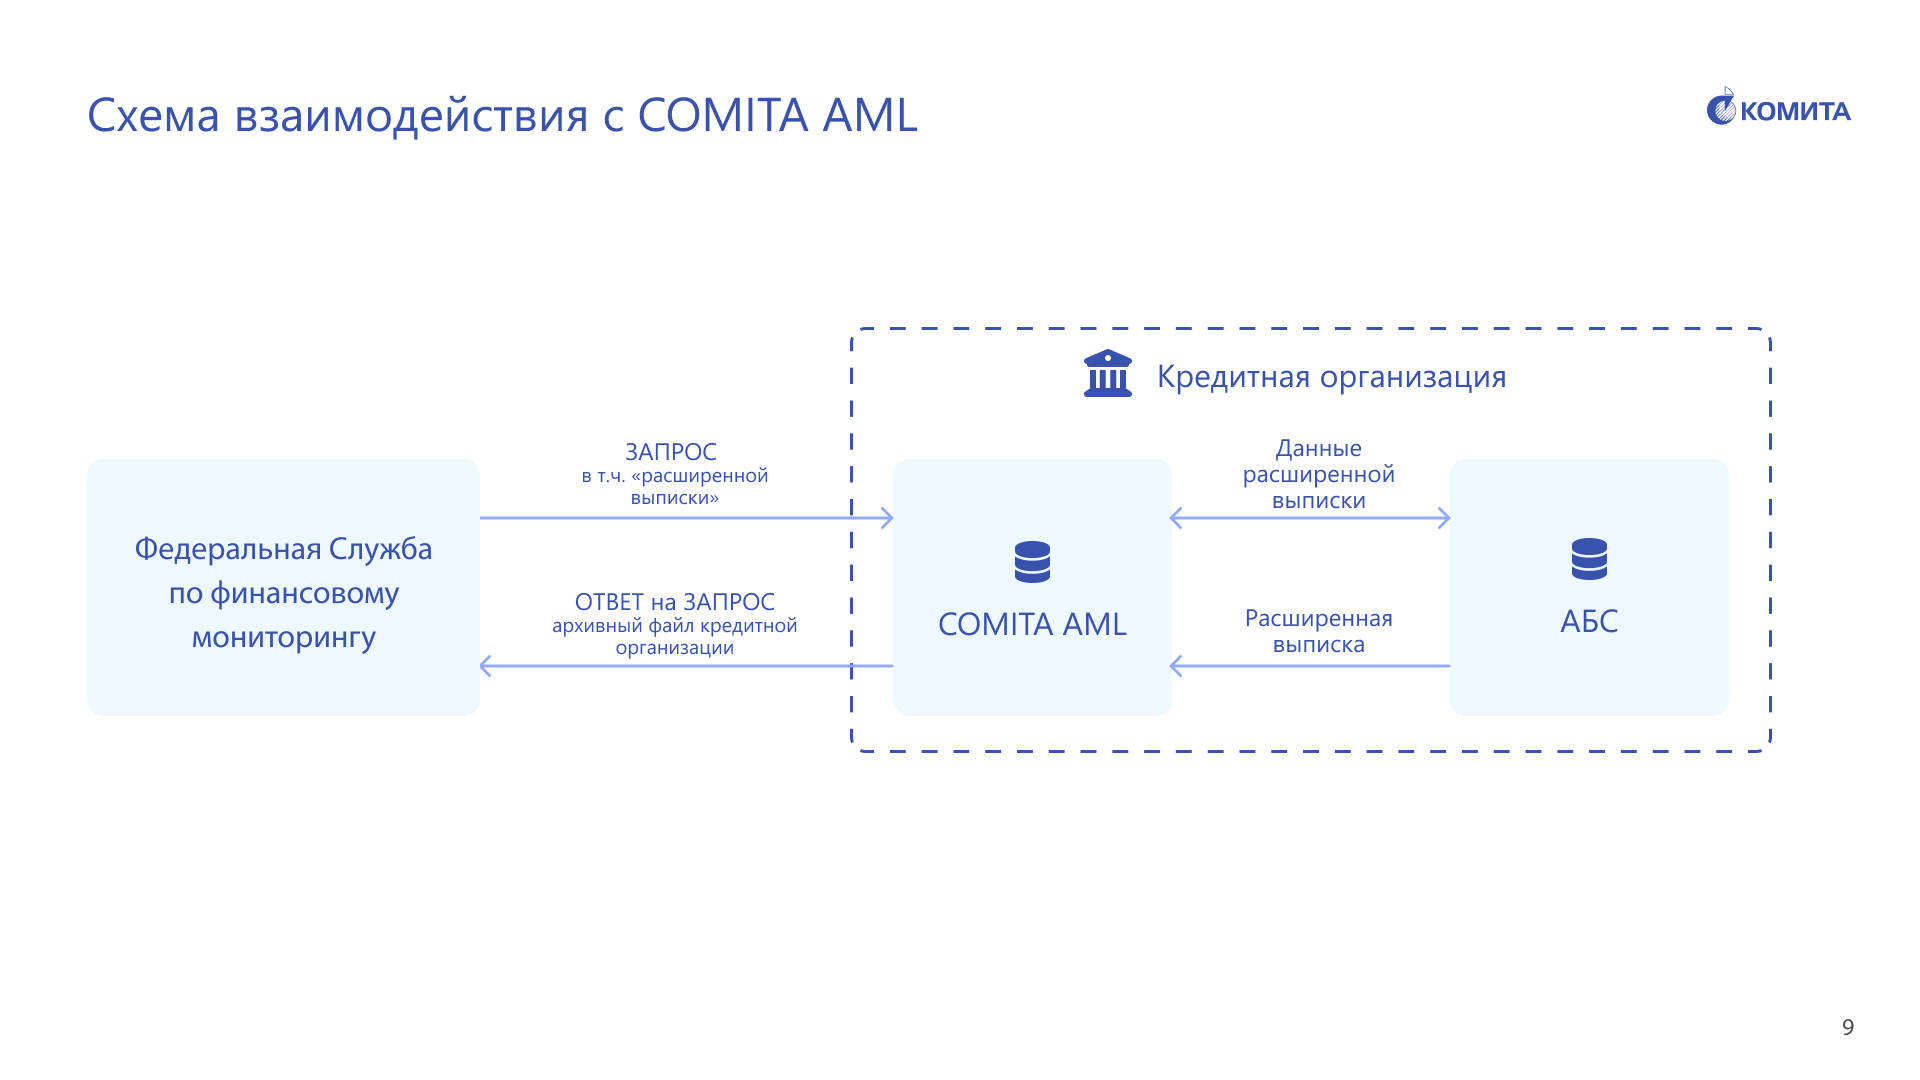 Схема взаимодействия с COMITA AML
КОМИТА
Кредитная организация
ЗАПРОС
в т.ч. «расширенной
выписки»
Данные
расширенной
выписки
Федеральная Служба
по финансовому
мониторингу
ОТВЕТ на ЗАПРОС
архивный файл кредитной
организации
COMITA AML
Расширенная
выписка
АБС
9